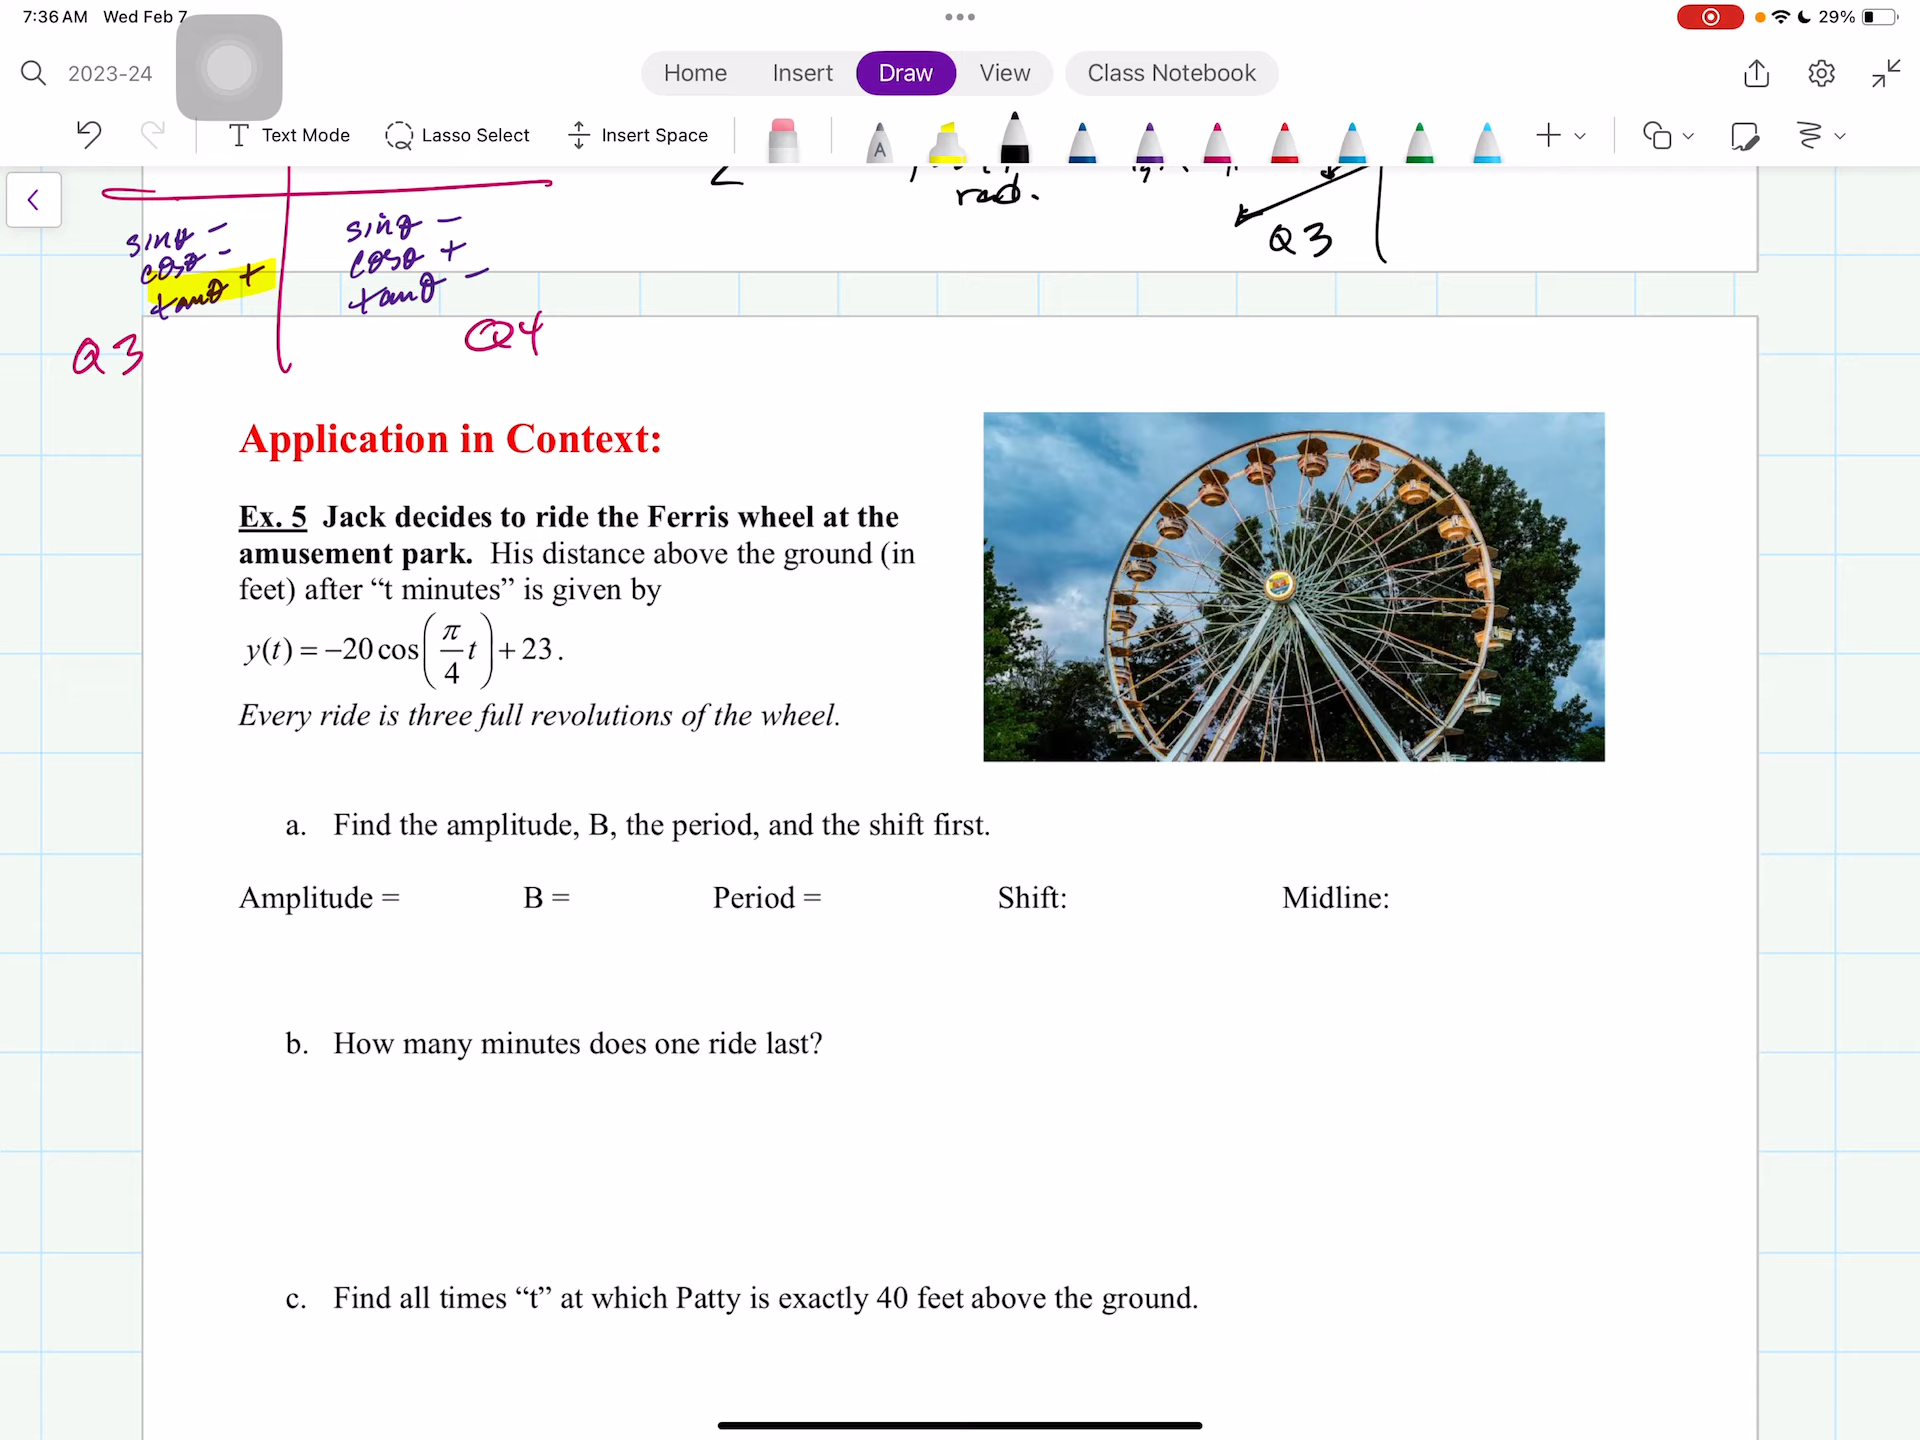 7:36 AM Wed Feb 7
29%
2023-24
Home Insert Draw View Class Notebook
Text Mode Lasso Select Insert Space
rad.
Q3
sinθ −
cosθ −
tanθ +
sinθ −
cosθ +
tanθ −
Q3
Q4
Application in Context:
Ex. 5 Jack decides to ride the Ferris wheel at the
amusement park. His distance above the ground (in
feet) after “t minutes” is given by
y(t) = −20 cos(π/4 t) + 23.
Every ride is three full revolutions of the wheel.
a. Find the amplitude, B, the period, and the shift first.
Amplitude = B = Period = Shift: Midline:
b. How many minutes does one ride last?
c. Find all times “t” at which Patty is exactly 40 feet above the ground.